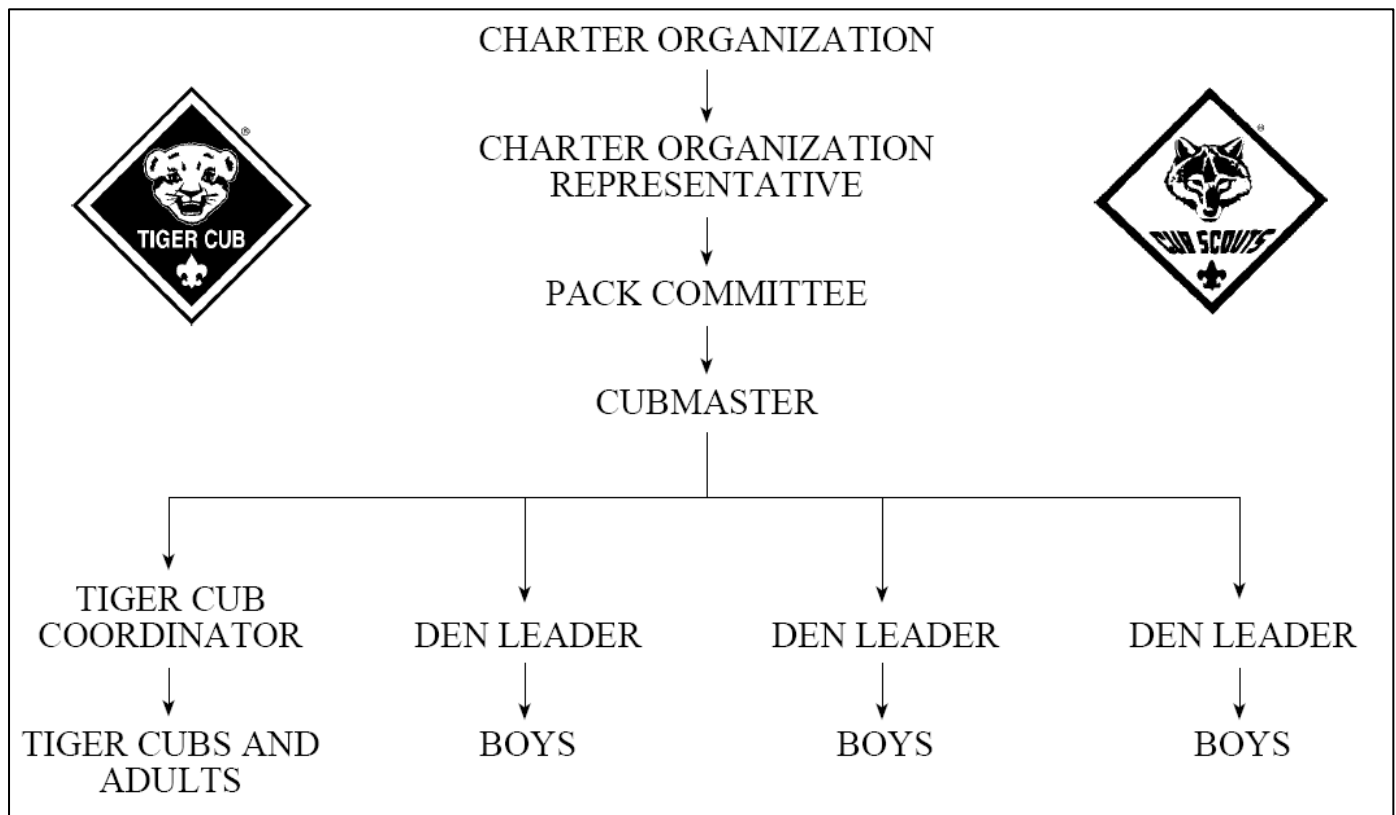 CHARTER ORGANIZATION
CHARTER ORGANIZATION
REPRESENTATIVE
®
TIGER CUB
®
CUB SCOUTS
PACK COMMITTEE
CUBMASTER
TIGER CUB
COORDINATOR
DEN LEADER
DEN LEADER
DEN LEADER
TIGER CUBS AND
ADULTS
BOYS
BOYS
BOYS